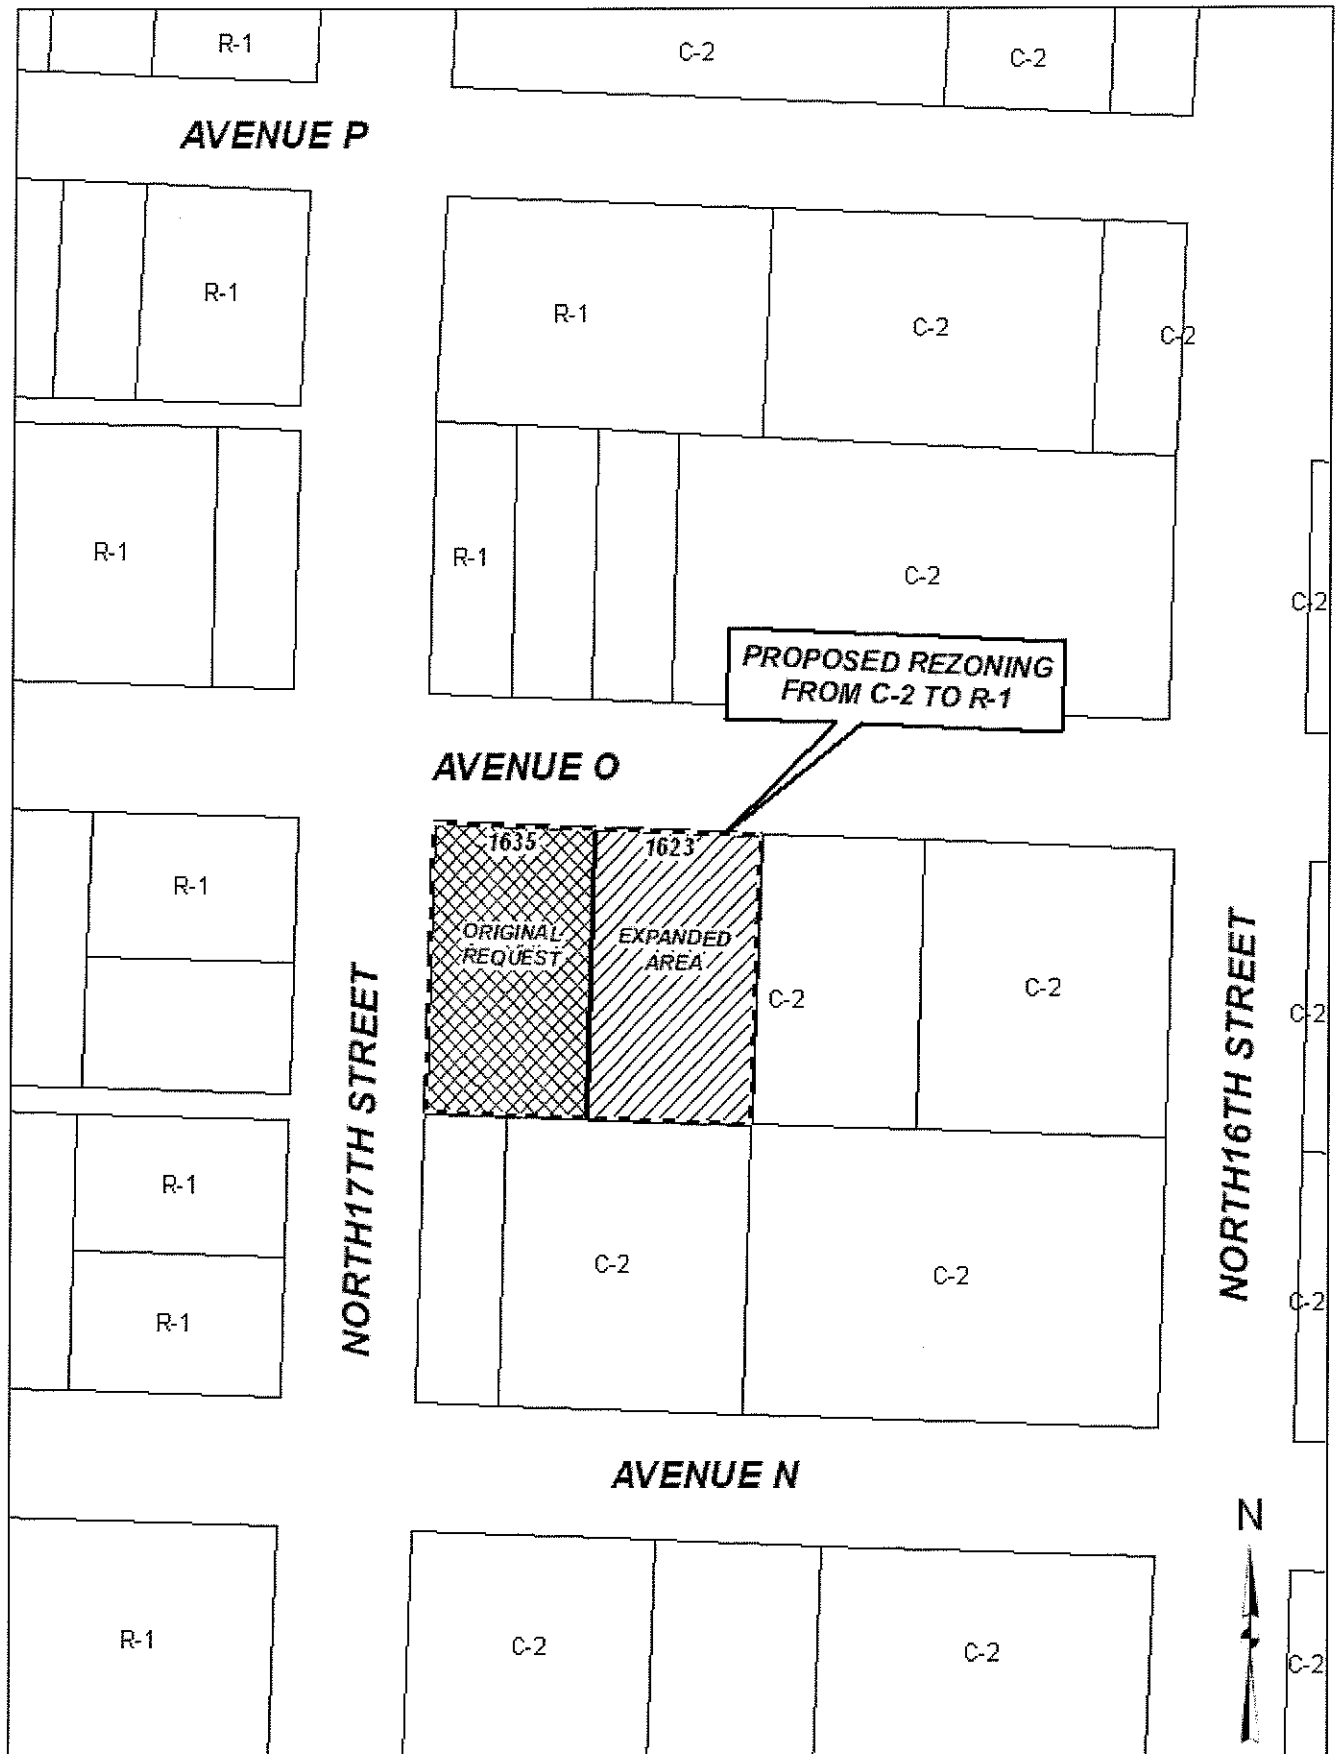 R-1
C-2
C-2
AVENUE P
R-1
R-1
C-2
C-2
R-1
R-1
C-2
C-2
PROPOSED REZONING
FROM C-2 TO R-1
AVENUE O
1635
1623
R-1
ORIGINAL
REQUEST
EXPANDED
AREA
C-2
C-2
C-2
NORTH17TH STREET
NORTH16TH STREET
R-1
C-2
C-2
C-2
R-1
AVENUE N
N
R-1
C-2
C-2
C-2